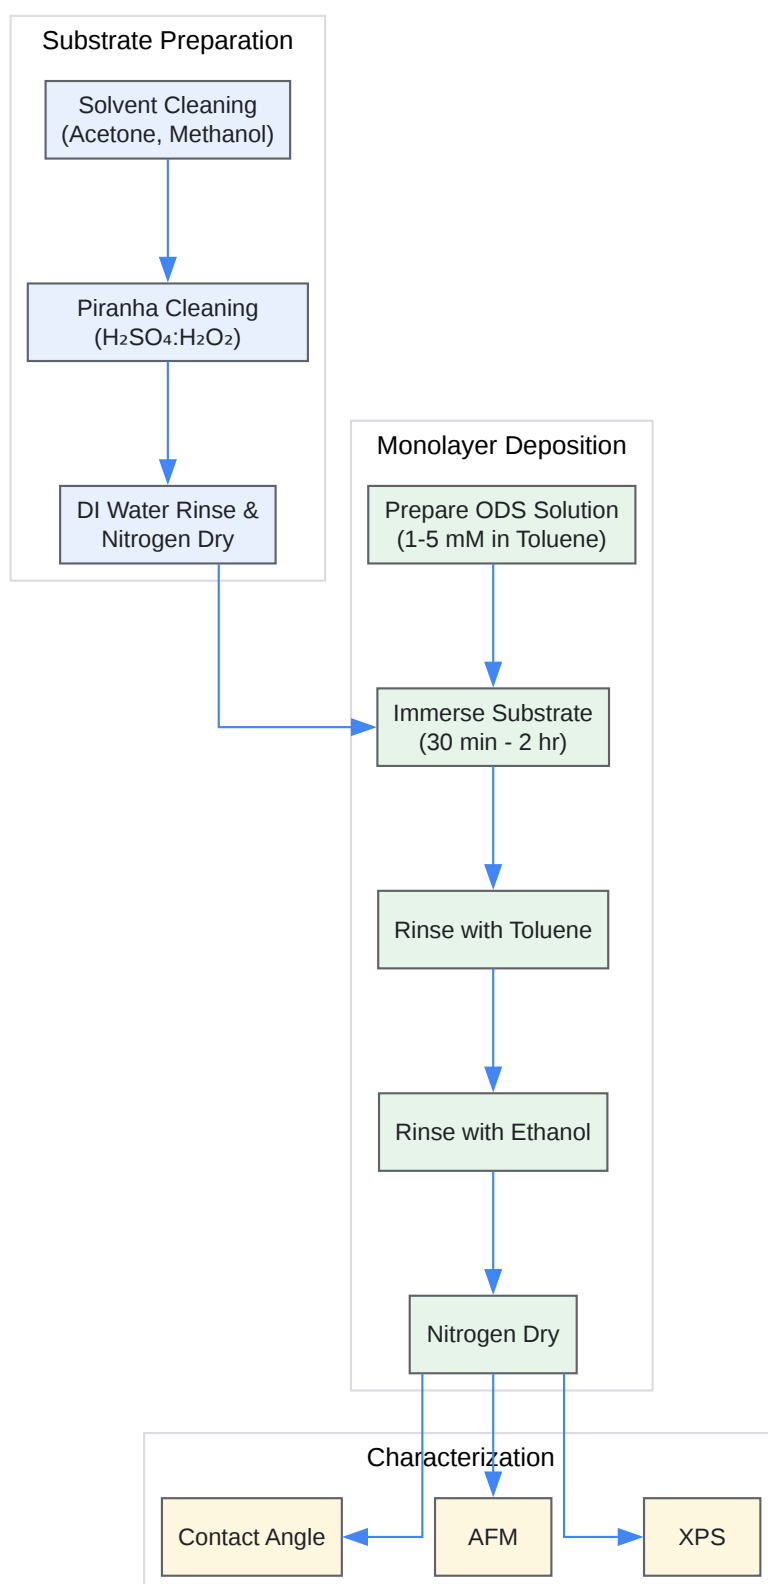 Substrate Preparation
Solvent Cleaning
(Acetone, Methanol)
Piranha Cleaning
(H₂SO₄:H₂O₂)
DI Water Rinse &
Nitrogen Dry
Monolayer Deposition
Prepare ODS Solution
(1-5 mM in Toluene)
Immerse Substrate
(30 min - 2 hr)
Rinse with Toluene
Rinse with Ethanol
Nitrogen Dry
Characterization
Contact Angle
AFM
XPS